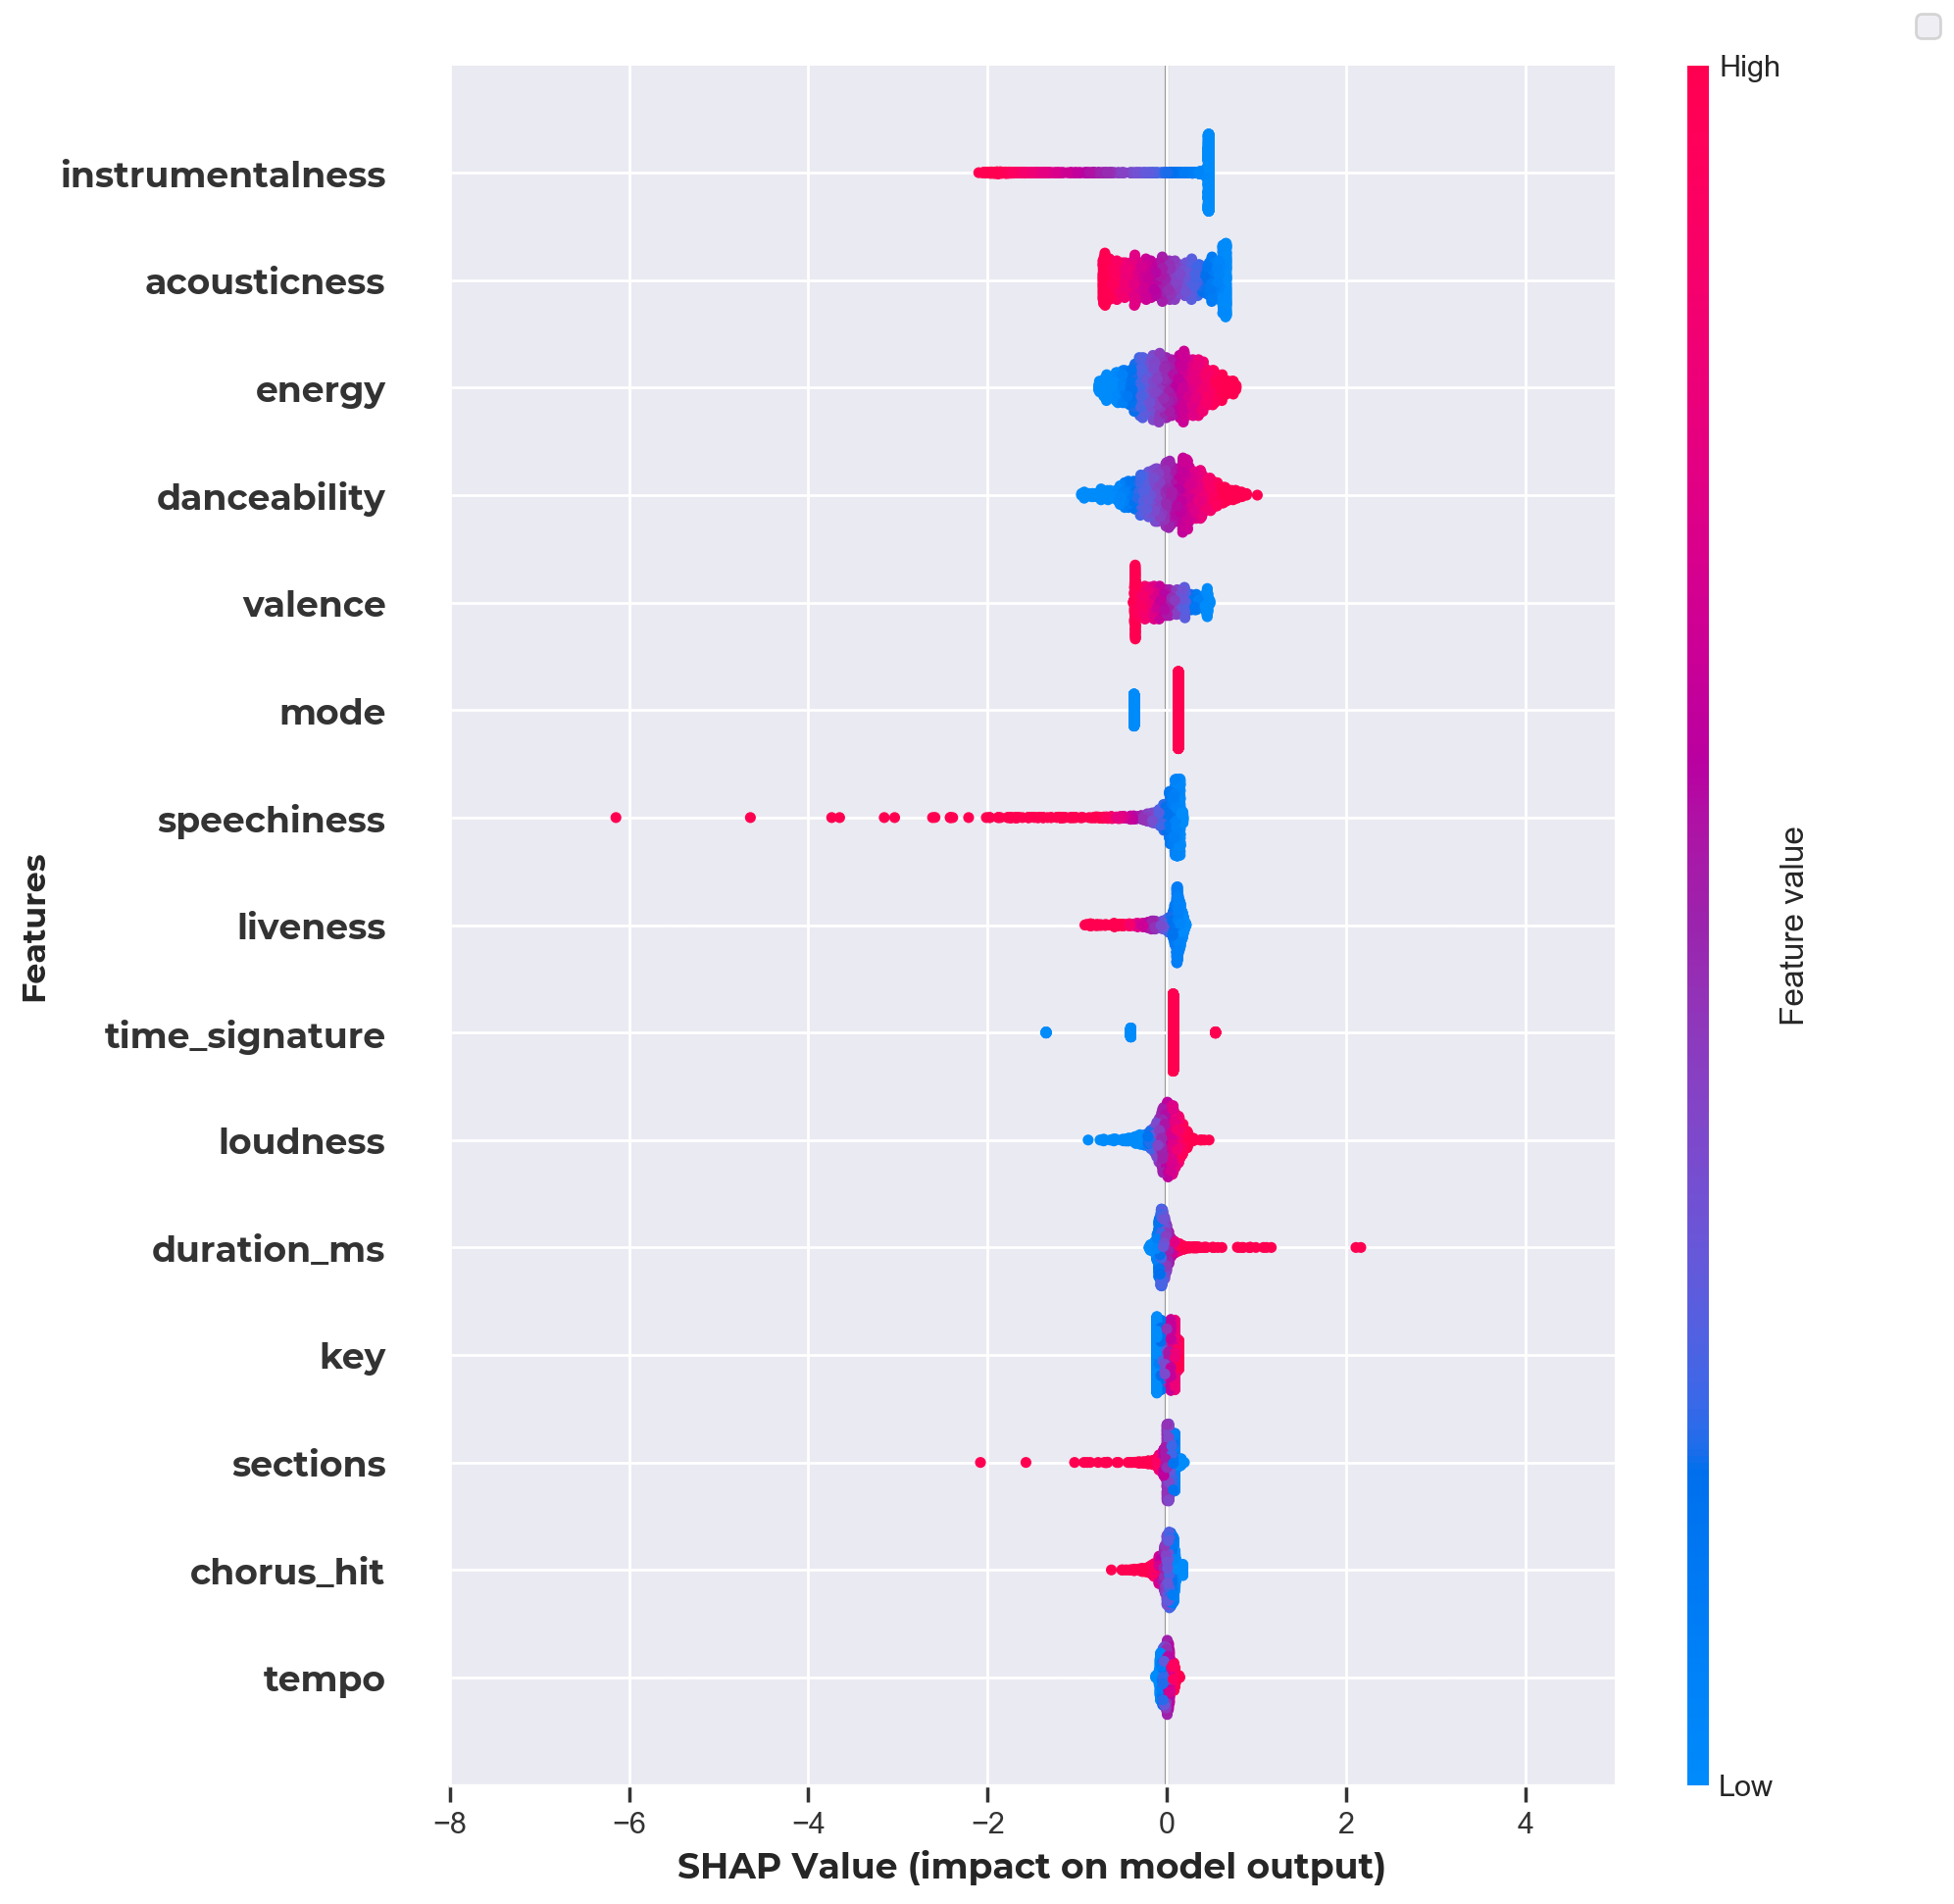 High
instrumentalness
acousticness
energy
danceability
valence
mode
speechiness
liveness
time_signature
loudness
duration_ms
key
sections
chorus_hit
tempo
Features
Feature value
Low
−8 −6 −4 −2 0 2 4
SHAP Value (impact on model output)